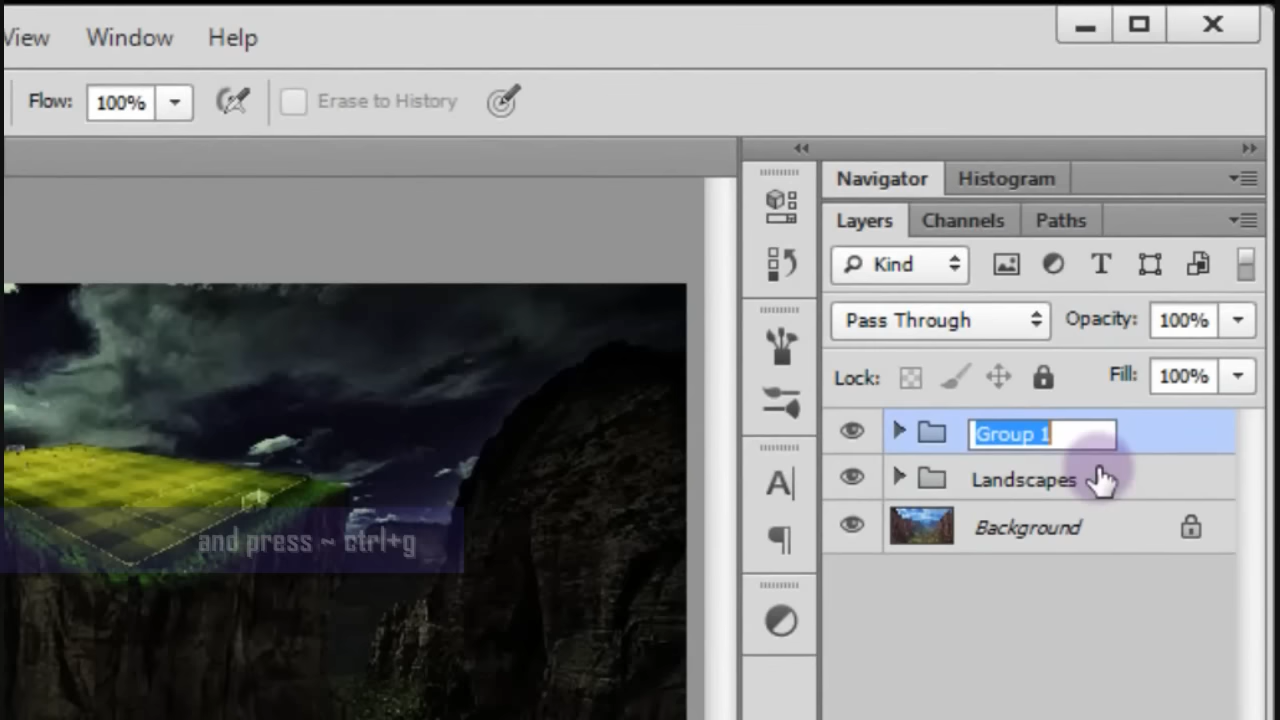 View Window Help
Flow: 100% Erase to History
Navigator Histogram
Layers Channels Paths
Kind
Pass Through Opacity: 100%
Lock: Fill: 100%
Group 1
Landscapes
Background
and press ~ ctrl+g